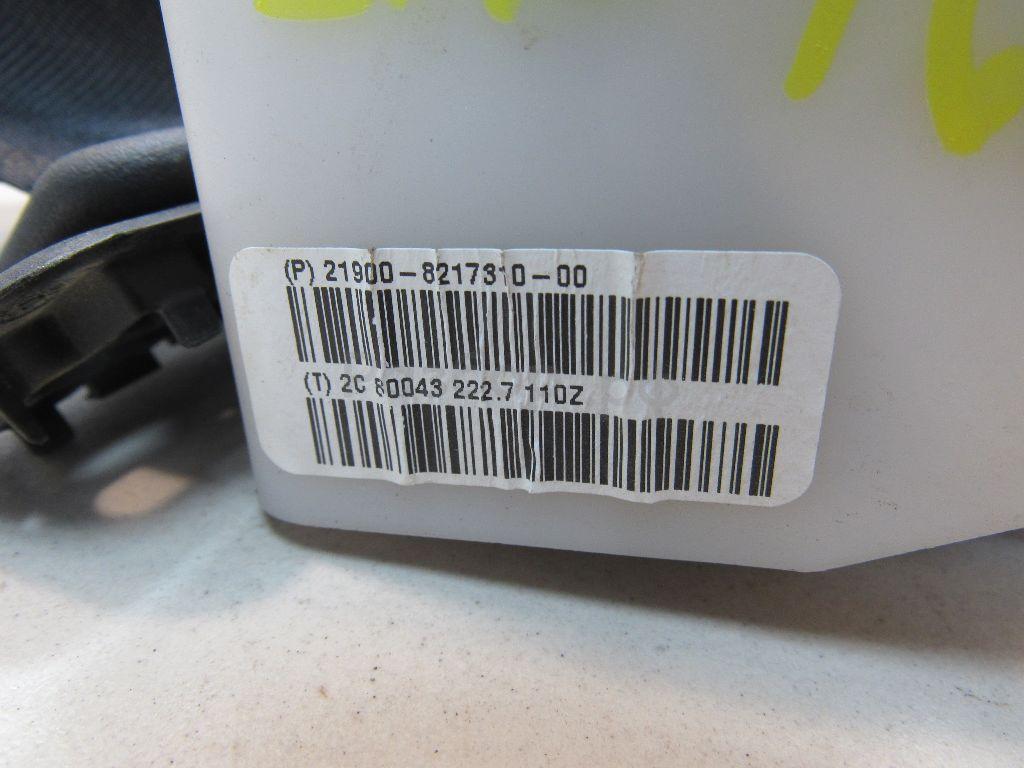 (P) 21900-8217310-00
(T) 2C 80043 222.7 110Z